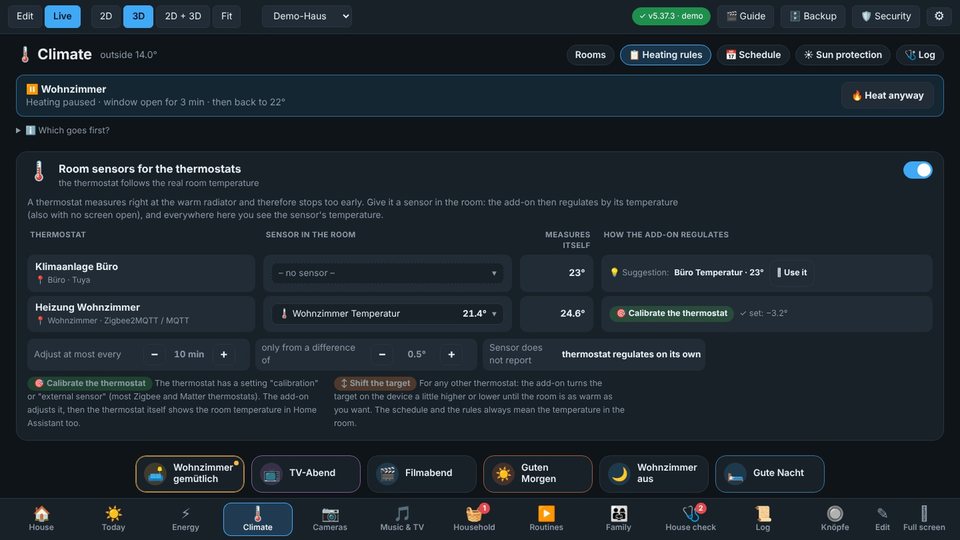 Edit Live 2D 3D 2D + 3D Fit Demo-Haus ✓ v5.37.3 · demo Guide Backup Security
Climate outside 14.0° Rooms Heating rules Schedule Sun protection Log
Wohnzimmer
Heating paused · window open for 3 min · then back to 22°
Heat anyway
Which goes first?
Room sensors for the thermostats
the thermostat follows the real room temperature
A thermostat measures right at the warm radiator and therefore stops too early. Give it a sensor in the room: the add-on then regulates by its temperature
(also with no screen open), and everywhere here you see the sensor's temperature.
THERMOSTAT SENSOR IN THE ROOM MEASURES ITSELF HOW THE ADD-ON REGULATES
Klimaanlage Büro
Büro · Tuya
– no sensor –
23°
Suggestion: Büro Temperatur · 23° Use it
Heizung Wohnzimmer
Wohnzimmer · Zigbee2MQTT / MQTT
Wohnzimmer Temperatur 21.4°
24.6°
Calibrate the thermostat ✓ set: −3.2°
Adjust at most every − 10 min +
only from a difference
of
− 0.5° +
Sensor does
not report
thermostat regulates on its own
Calibrate the thermostat The thermostat has a setting "calibration"
or "external sensor" (most Zigbee and Matter thermostats). The add-on
adjusts it, then the thermostat itself shows the room temperature in Home
Assistant too.
Shift the target For any other thermostat: the add-on turns the
target on the device a little higher or lower until the room is as warm as
you want. The schedule and the rules always mean the temperature in the
room.
Wohnzimmer
gemütlich
TV-Abend
Filmabend
Guten
Morgen
Wohnzimmer
aus
Gute Nacht
House Today Energy Climate Cameras Music & TV Household 1 Routines Family House check 2 Log Knöpfe Edit Full screen